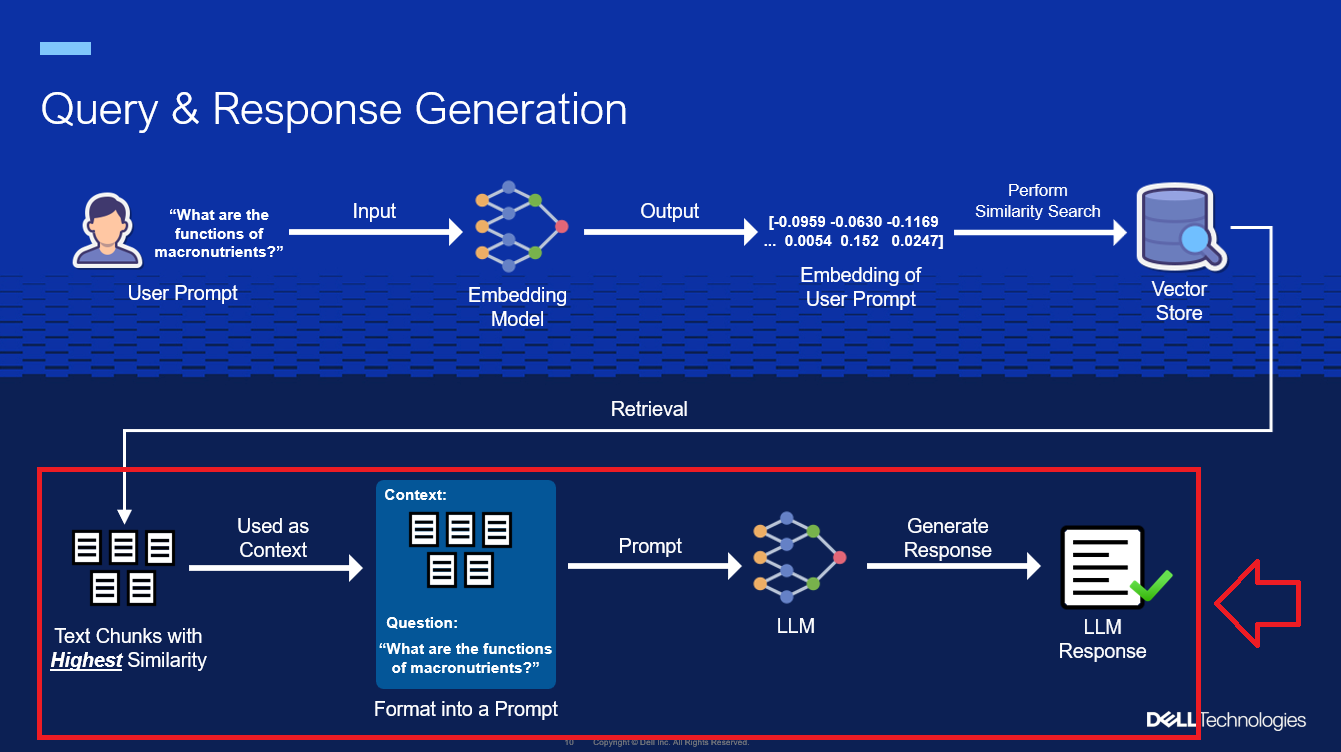 Query & Response Generation
“What are the
functions of
macronutrients?”
User Prompt
Input
Embedding
Model
Output
[-0.0959 -0.0630 -0.1169
... 0.0054 0.152 0.0247]
Embedding of
User Prompt
Perform
Similarity Search
Vector
Store
Retrieval
Text Chunks with
Highest Similarity
Used as
Context
Context:
Question:
“What are the functions
of macronutrients?”
Format into a Prompt
Prompt
LLM
Generate
Response
LLM
Response
DELL Technologies
10 Copyright © Dell Inc. All Rights Reserved.